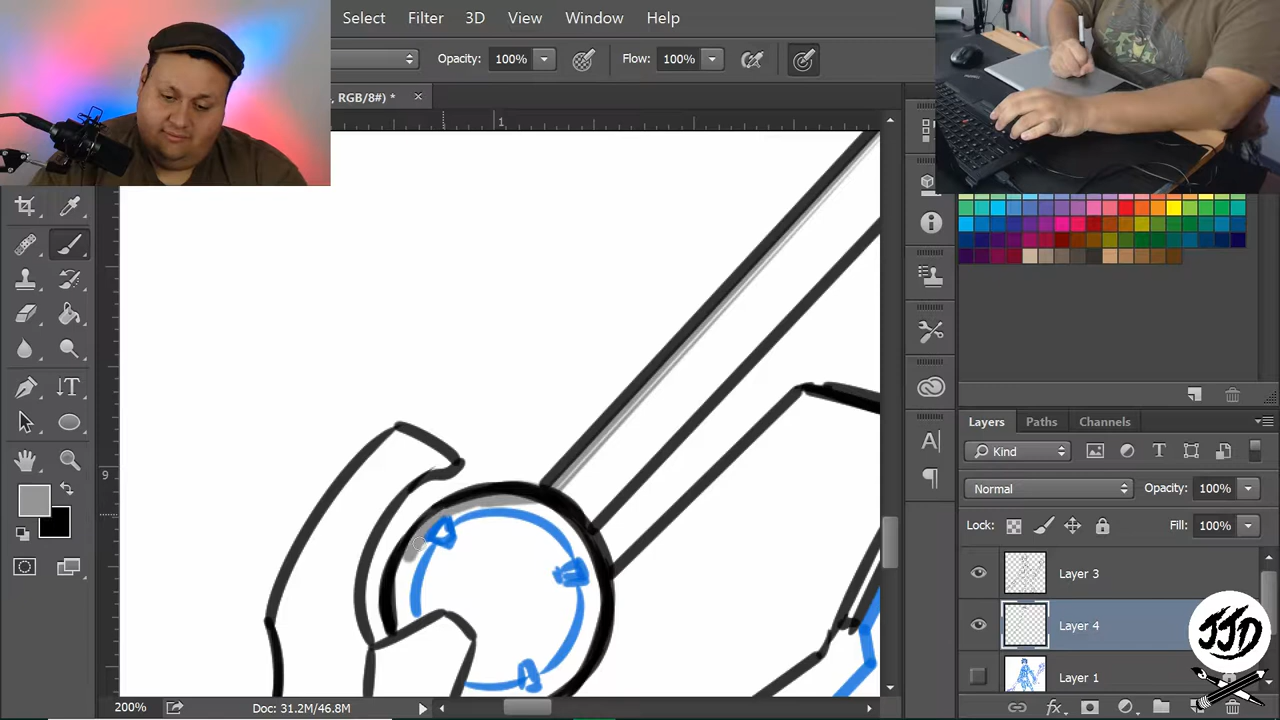 Select Filter 3D View Window Help
Opacity: 100% Flow: 100%
, RGB/8#) * ×
1
9
Layers Paths Channels
Kind
Normal Opacity: 100%
Lock: Fill: 100%
Layer 3
Layer 4
Layer 1
JJD
200% Doc: 31.2M/46.8M